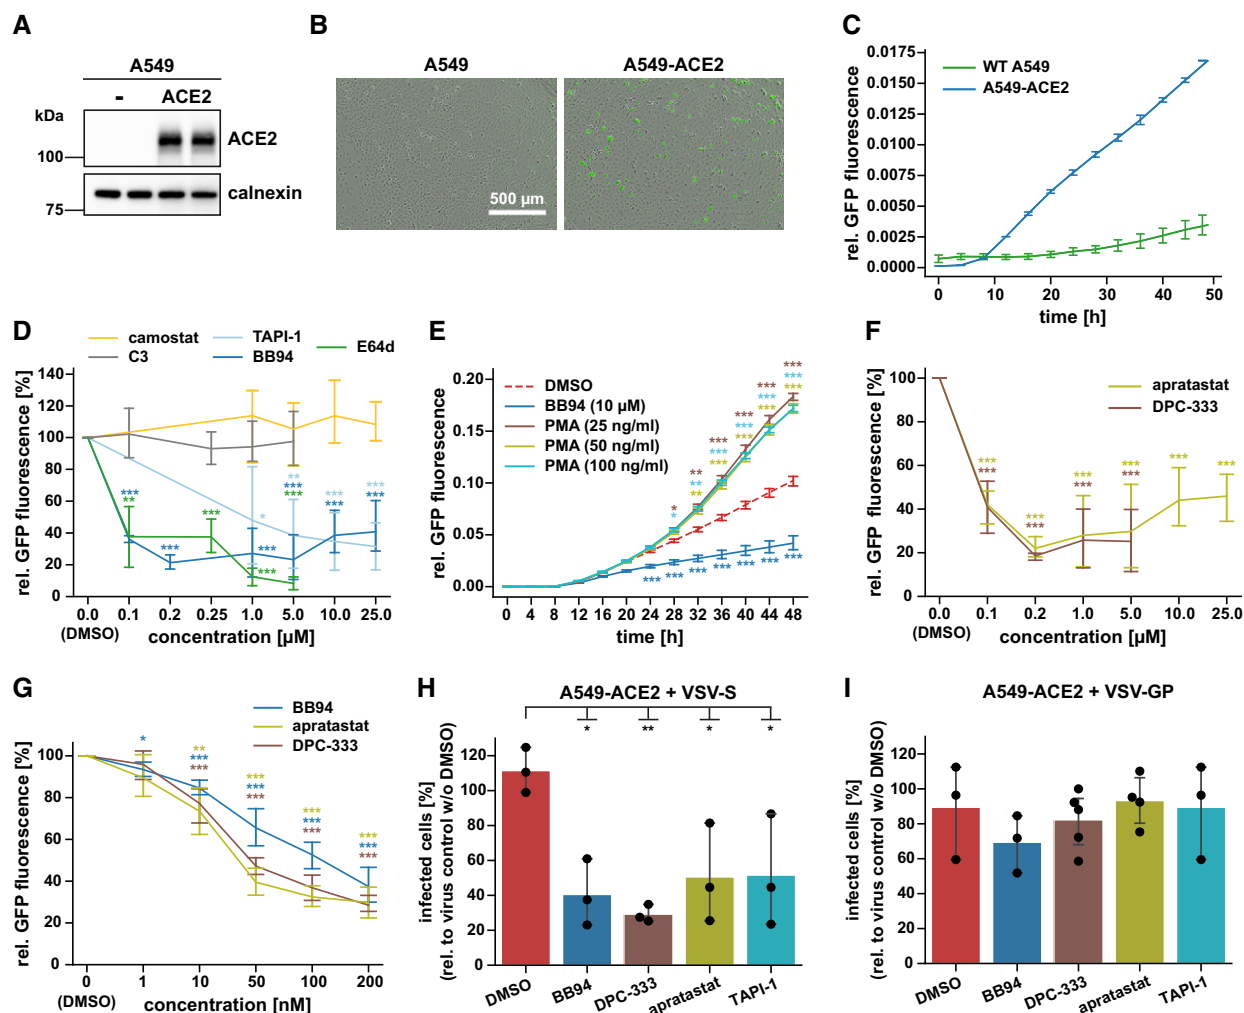 A
A549
- ACE2
kDa
ACE2
100
calnexin
75
B
A549
A549-ACE2
500 µm
C
rel. GFP fluorescence
0.0175
0.0150
0.0125
0.0100
0.0075
0.0050
0.0025
0.0000
WT A549
A549-ACE2
0 10 20 30 40 50
time [h]
D
camostat
C3
TAPI-1
BB94
E64d
rel. GFP fluorescence [%]
140
120
100
80
60
40
20
0
*** ** ** *** ***
*** **
*** * *** ***
0.0 0.1 0.2 0.25 1.0 5.0 10.0 25.0
(DMSO)
concentration [µM]
E
DMSO
BB94 (10 µM)
PMA (25 ng/ml)
PMA (50 ng/ml)
PMA (100 ng/ml)
rel. GFP fluorescence
0.20
0.15
0.10
0.05
0.00
* *
** ** **
*** *** ***
*** *** ***
*** *** ***
*** *** ***
*** *** *** *** *** *** ***
0 4 8 12 16 20 24 28 32 36 40 44 48
time [h]
F
apratastat
DPC-333
rel. GFP fluorescence [%]
100
80
60
40
20
0
*** *** *** *** *** ***
*** *** *** ***
0.0 0.1 0.2 1.0 5.0 10.0 25.0
(DMSO)
concentration [µM]
G
BB94
apratastat
DPC-333
rel. GFP fluorescence [%]
100
80
60
40
20
0
*
** *** ***
*** *** ***
*** *** ***
*** *** ***
0 1 10 50 100 200
(DMSO)
concentration [nM]
H
A549-ACE2 + VSV-S
* ** * *
infected cells [%]
(rel. to virus control w/o DMSO)
120
100
80
60
40
20
0
DMSO BB94 DPC-333 apratastat TAPI-1
I
A549-ACE2 + VSV-GP
infected cells [%]
(rel. to virus control w/o DMSO)
120
100
80
60
40
20
0
DMSO BB94 DPC-333 apratastat TAPI-1